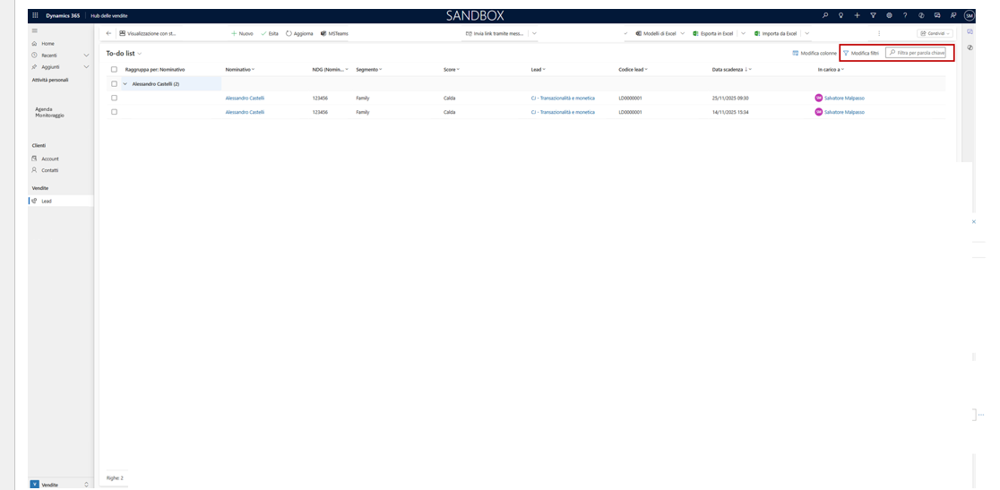 Dynamics 365 Hub delle vendite SANDBOX SM
Visualizzazione con st... Nuovo Esita Aggiorna MSTeams Invia link tramite mess... Modelli di Excel Esporta in Excel Importa da Excel Condividi
Home
Recenti
Aggiunti
Attività personali
Agenda
Monitoraggio
Clienti
Account
Contatti
Vendite
Lead
V Vendite
To-do list Modifica colonne Modifica filtri Filtra per parola chiave
Raggruppa per: Nominativo Nominativo NDG (Nomin... Segmento Score Lead Codice lead Data scadenza In carico a
Alessandro Castelli (2)
Alessandro Castelli 123456 Family Calda CJ - Transazionalità e monetica LD0000001 25/11/2025 09:30 SM Salvatore Malpasso
Alessandro Castelli 123456 Family Calda CJ - Transazionalità e monetica LD0000001 14/11/2025 15:34 SM Salvatore Malpasso
Righe: 2